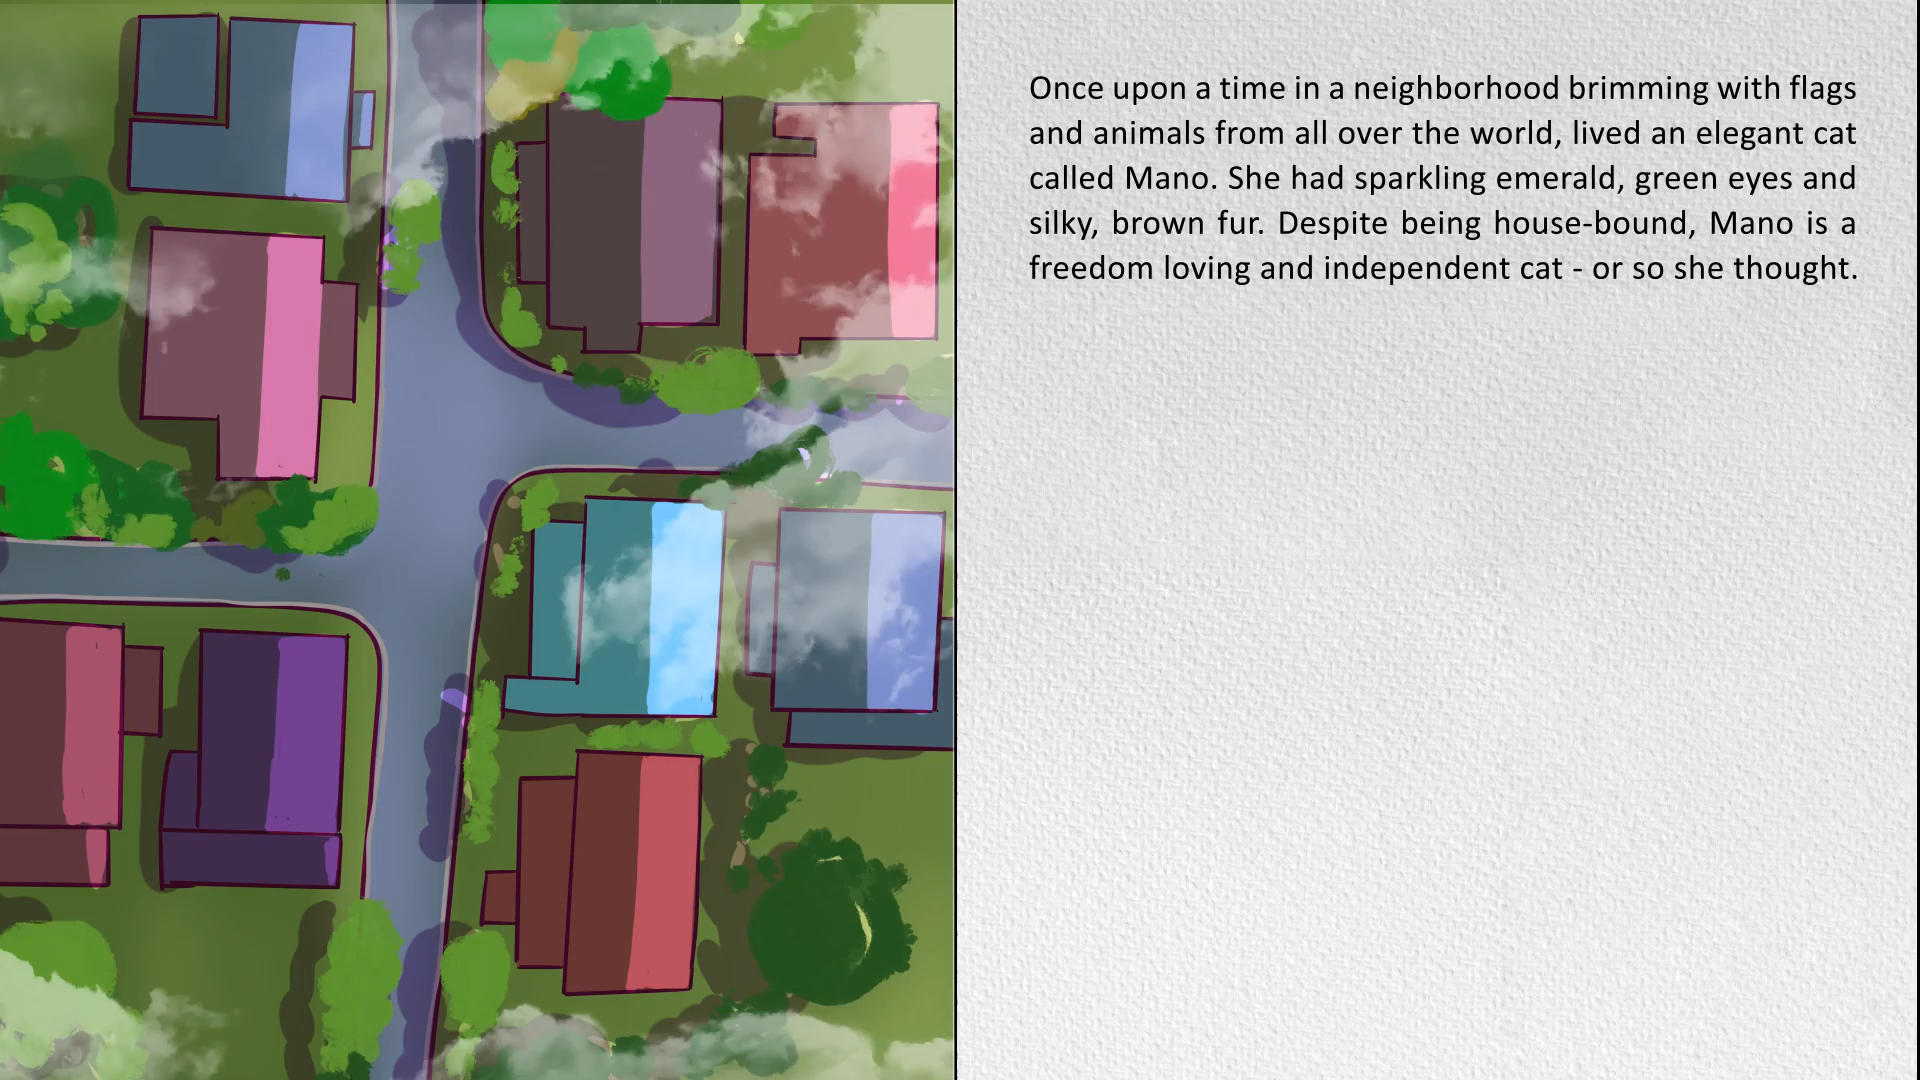 Once upon a time in a neighborhood brimming with flags
and animals from all over the world, lived an elegant cat
called Mano. She had sparkling emerald, green eyes and
silky, brown fur. Despite being house-bound, Mano is a
freedom loving and independent cat - or so she thought.